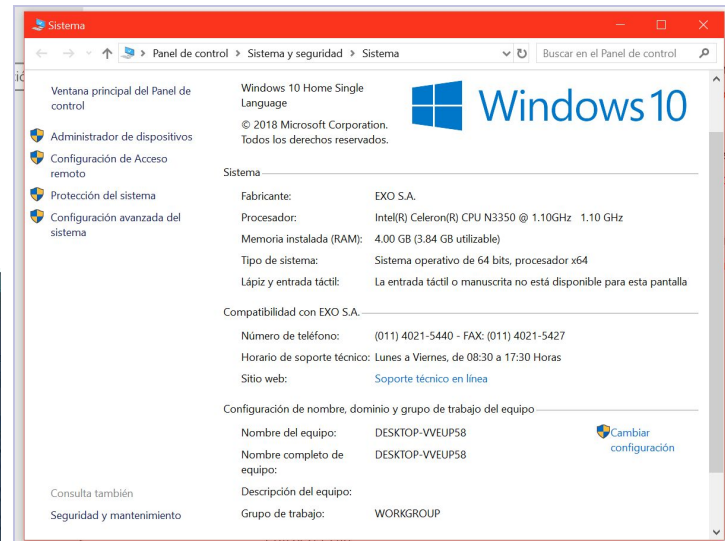 Sistema
Panel de control > Sistema y seguridad > Sistema
Buscar en el Panel de control
Ventana principal del Panel de
control
Administrador de dispositivos
Configuración de Acceso
remoto
Protección del sistema
Configuración avanzada del
sistema
Windows 10 Home Single
Language
© 2018 Microsoft Corporation.
Todos los derechos reservados.
Windows 10
Sistema
Fabricante: EXO S.A.
Procesador: Intel(R) Celeron(R) CPU N3350 @ 1.10GHz 1.10 GHz
Memoria instalada (RAM): 4.00 GB (3.84 GB utilizable)
Tipo de sistema: Sistema operativo de 64 bits, procesador x64
Lápiz y entrada táctil: La entrada táctil o manuscrita no está disponible para esta pantalla
Compatibilidad con EXO S.A.
Número de teléfono: (011) 4021-5440 - FAX: (011) 4021-5427
Horario de soporte técnico: Lunes a Viernes, de 08:30 a 17:30 Horas
Sitio web: Soporte técnico en línea
Configuración de nombre, dominio y grupo de trabajo del equipo
Nombre del equipo: DESKTOP-VVEUP58
Cambiar
configuración
Nombre completo de
equipo: DESKTOP-VVEUP58
Descripción del equipo:
Grupo de trabajo: WORKGROUP
Consulta también
Seguridad y mantenimiento